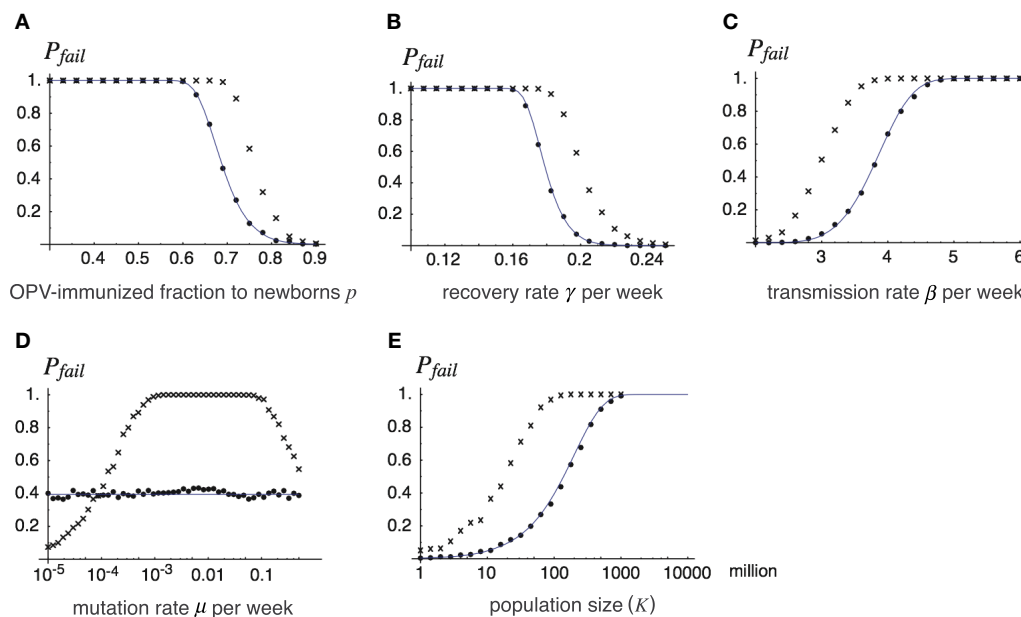 A
P_fail
1.
0.8
0.6
0.4
0.2
0.4 0.5 0.6 0.7 0.8 0.9
OPV-immunized fraction to newborns p
B
P_fail
1.
0.8
0.6
0.4
0.2
0.12 0.16 0.2 0.24
recovery rate γ per week
C
P_fail
1.
0.8
0.6
0.4
0.2
3 4 5 6
transmission rate β per week
D
P_fail
1.
0.8
0.6
0.4
0.2
10⁻⁵ 10⁻⁴ 10⁻³ 0.01 0.1
mutation rate μ per week
E
P_fail
1.
0.8
0.6
0.4
0.2
1 10 100 1000 10000 million
population size (K)